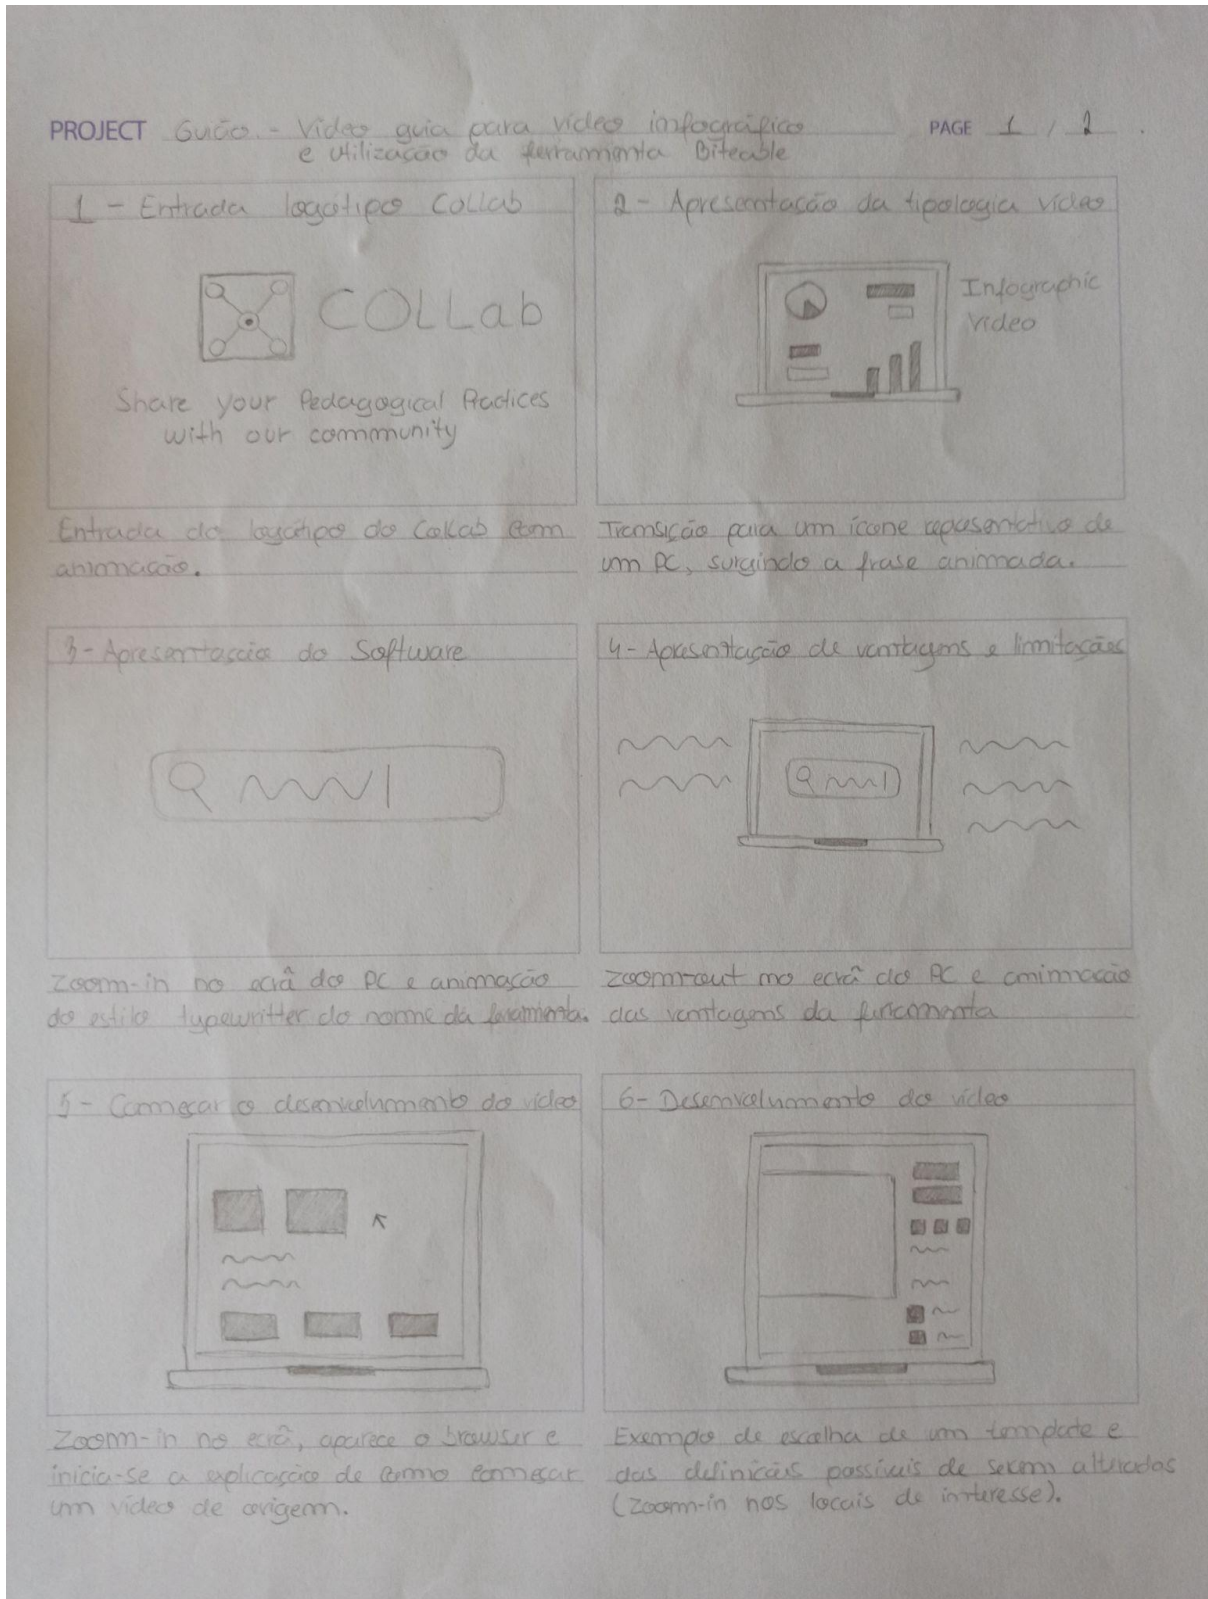 PROJECT Guião - Vídeo guia para vídeo infográfico PAGE 1 / 2
e utilização da ferramenta Biteable
1 - Entrada logótipo COLLab
COLLab
Share your Pedagogical Practices
with our community
Entrada do logótipo do Collab com
animação.
2 - Apresentação da tipologia vídeo
Infographic
Video
Transição para um ícone representativo de
um PC, surgindo a frase animada.
3 - Apresentação do Software
Zoom-in no ecrã do PC e animação
do estilo typewritter do nome da ferramenta.
4 - Apresentação de vantagens e limitações
Zoom-out no ecrã do PC e animação
das vantagens da ferramenta
5 - Começar o desenvolvimento do vídeo
Zoom-in no ecrã, aparece o browser e
inicia-se a explicação de como começar
um vídeo de origem.
6 - Desenvolvimento do vídeo
Exemplo de escolha de um template e
das definições possíveis de serem alteradas
(zoom-in nos locais de interesse).